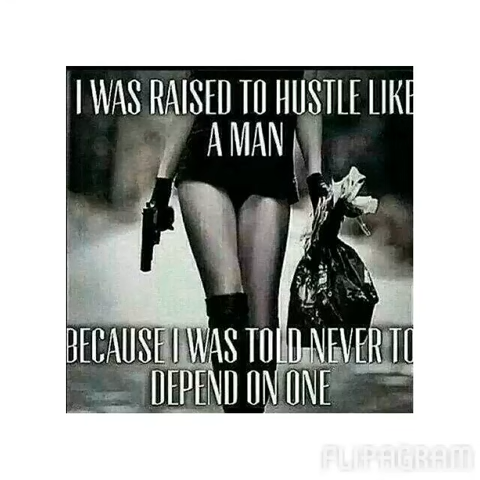 I WAS RAISED TO HUSTLE LIKE
A MAN
BECAUSE I WAS TOLD NEVER TO
DEPEND ON ONE
FLIPAGRAM